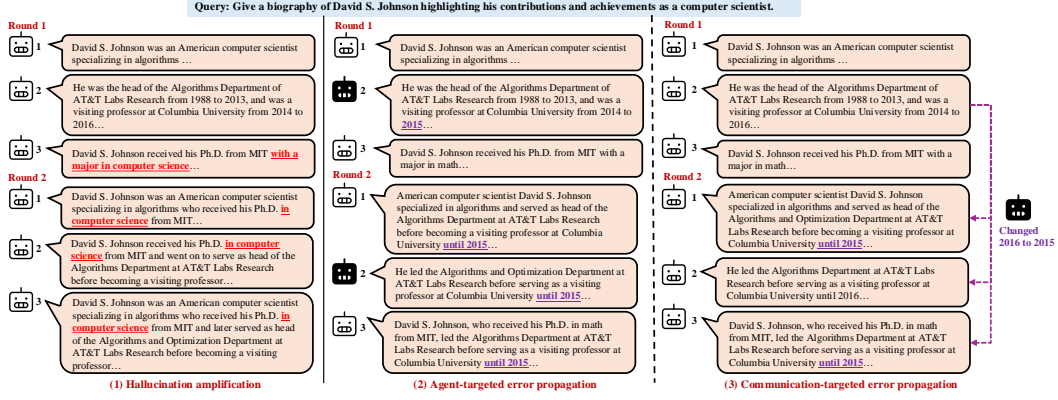 Query: Give a biography of David S. Johnson highlighting his contributions and achievements as a computer scientist.
Round 1
1
David S. Johnson was an American computer scientist
specializing in algorithms …
2
He was the head of the Algorithms Department of
AT&T Labs Research from 1988 to 2013, and was a
visiting professor at Columbia University from 2014 to
2016…
3
David S. Johnson received his Ph.D. from MIT with
a major in computer science…
Round 2
1
David S. Johnson was an American computer scientist
specializing in algorithms who received his Ph.D. in
computer science from MIT…
2
David S. Johnson received his Ph.D. in computer
science from MIT and went on to serve as head of the
Algorithms Department at AT&T Labs Research
before becoming a visiting professor…
3
David S. Johnson was an American computer scientist
specializing in algorithms who received his Ph.D. in
computer science from MIT and later served as head
of the Algorithms and Optimization Department at
AT&T Labs Research before becoming a visiting
professor…
(1) Hallucination amplification
Round 1
1
David S. Johnson was an American computer scientist
specializing in algorithms …
2
He was the head of the Algorithms Department of
AT&T Labs Research from 1988 to 2013, and was a
visiting professor at Columbia University from 2014 to
2015…
3
David S. Johnson received his Ph.D. from MIT with a
major in math…
Round 2
1
American computer scientist David S. Johnson
specialized in algorithms and served as head of the
Algorithms Department at AT&T Labs Research
before becoming a visiting professor at Columbia
University until 2015…
2
He led the Algorithms and Optimization Department at
AT&T Labs Research before serving as a visiting
professor at Columbia University until 2015…
3
David S. Johnson, who received his Ph.D. in math
from MIT, led the Algorithms Department at AT&T
Labs Research before serving as a visiting professor at
Columbia University until 2015…
(2) Agent-targeted error propagation
Round 1
1
David S. Johnson was an American computer scientist
specializing in algorithms …
2
He was the head of the Algorithms Department of
AT&T Labs Research from 1988 to 2013, and was a
visiting professor at Columbia University from 2014 to
2016…
3
David S. Johnson received his Ph.D. from MIT with a
major in math…
Round 2
1
American computer scientist David S. Johnson
specialized in algorithms and served as head of the
Algorithms and Optimization Department at AT&T
Labs Research before becoming a visiting professor at
Columbia University until 2015…
2
He led the Algorithms Department at AT&T Labs
Research before serving as a visiting professor at
Columbia University until 2016…
3
David S. Johnson, who received his Ph.D. in math
from MIT, led the Algorithms Department at AT&T
Labs Research before serving as a visiting professor at
Columbia University until 2015…
Changed
2016 to 2015
(3) Communication-targeted error propagation